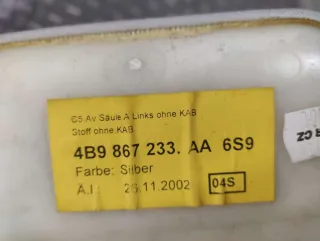 C5 Av Säule A Links ohne KAB
Stoff ohne KAB
4B9 867 233. AA 6S9
Farbe: Silber
A.I.: 26.11.2002 04S
CZ